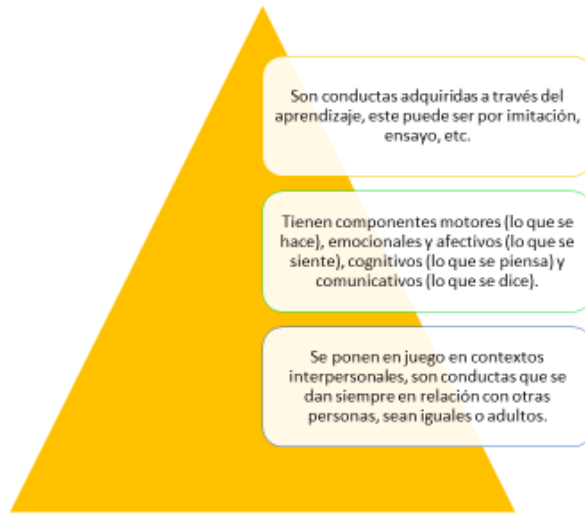 Son conductas adquiridas a través del
aprendizaje, este puede ser por imitación,
ensayo, etc.
Tienen componentes motores (lo que se
hace), emocionales y afectivos (lo que se
siente), cognitivos (lo que se piensa) y
comunicativos (lo que se dice).
Se ponen en juego en contextos
interpersonales, son conductas que se
dan siempre en relación con otras
personas, sean iguales o adultos.